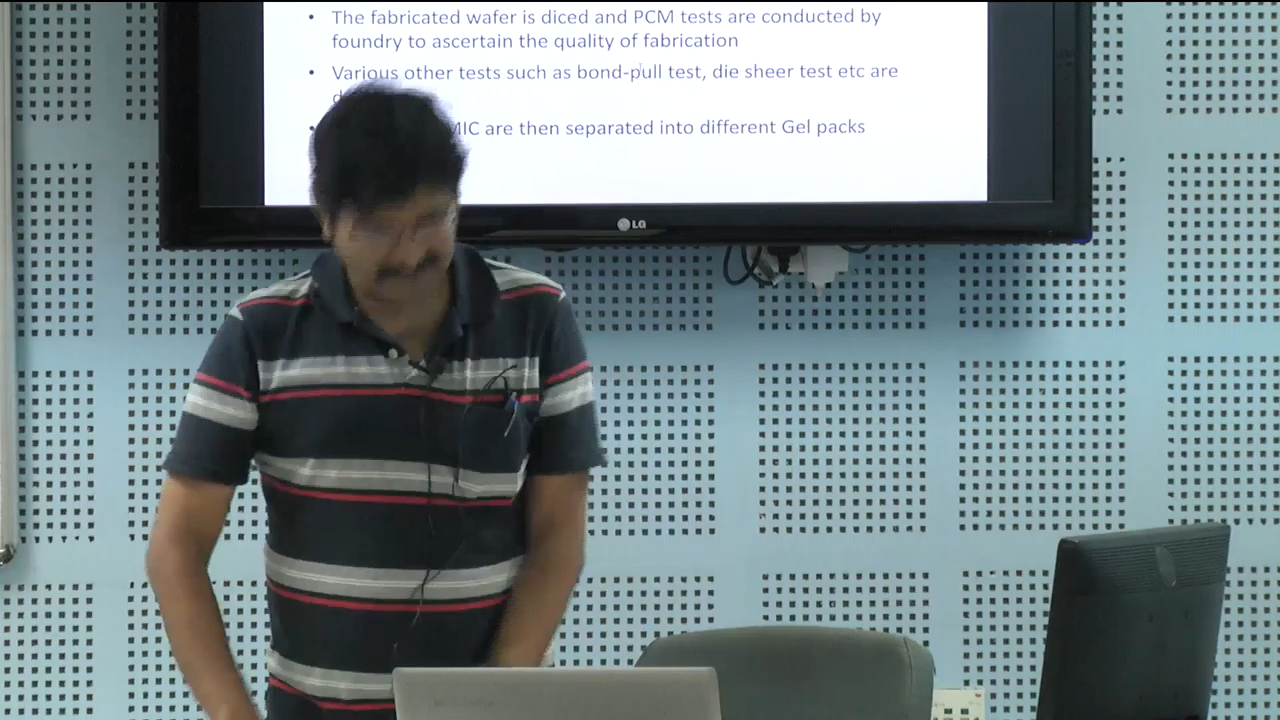 • The fabricated wafer is diced and PCM tests are conducted by
foundry to ascertain the quality of fabrication
• Various other tests such as bond-pull test, die sheer test etc are
are then separated into different Gel packs
LG